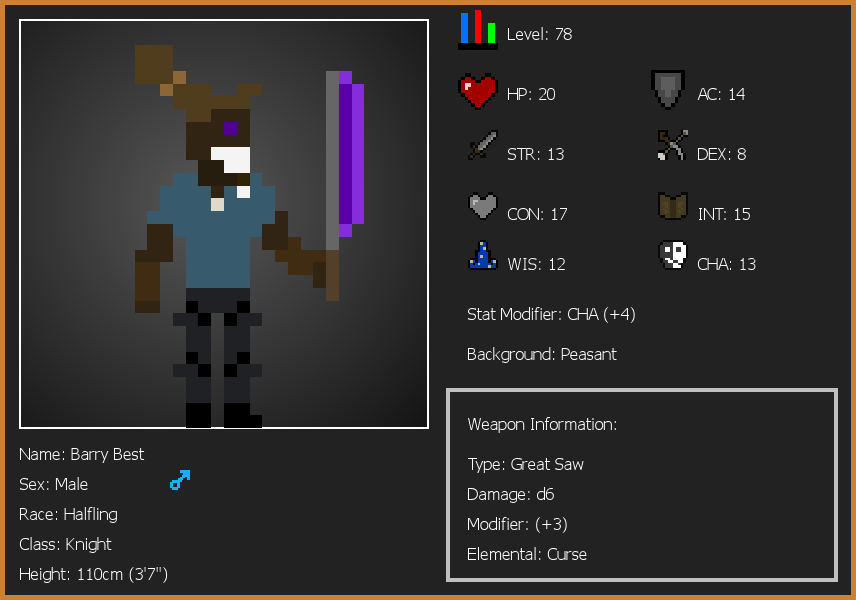 Level: 78
HP: 20
AC: 14
STR: 13
DEX: 8
CON: 17
INT: 15
WIS: 12
CHA: 13
Stat Modifier: CHA (+4)
Background: Peasant
Weapon Information:
Type: Great Saw
Damage: d6
Modifier: (+3)
Elemental: Curse
Name: Barry Best
Sex: Male
Race: Halfling
Class: Knight
Height: 110cm (3'7")